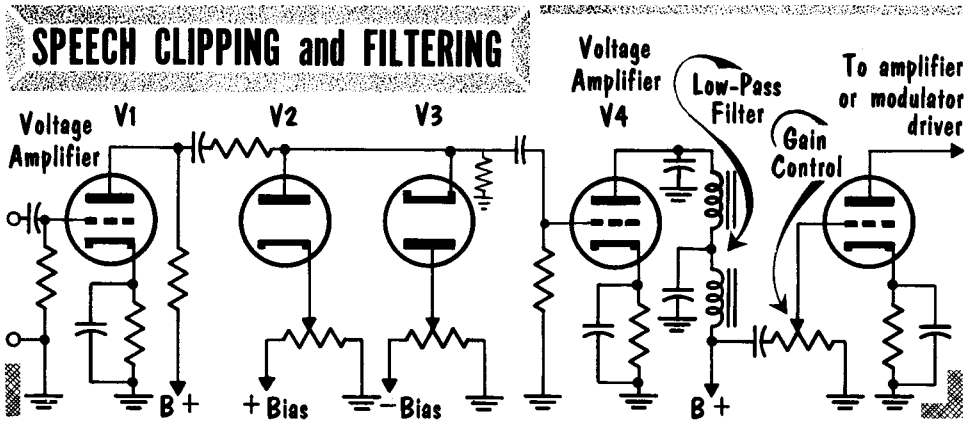 SPEECH CLIPPING and FILTERING
Voltage
Amplifier
V1
V2
V3
Voltage
Amplifier
V4
Low-Pass
Filter
Gain
Control
To amplifier
or modulator
driver
B +
+ Bias
- Bias
B +